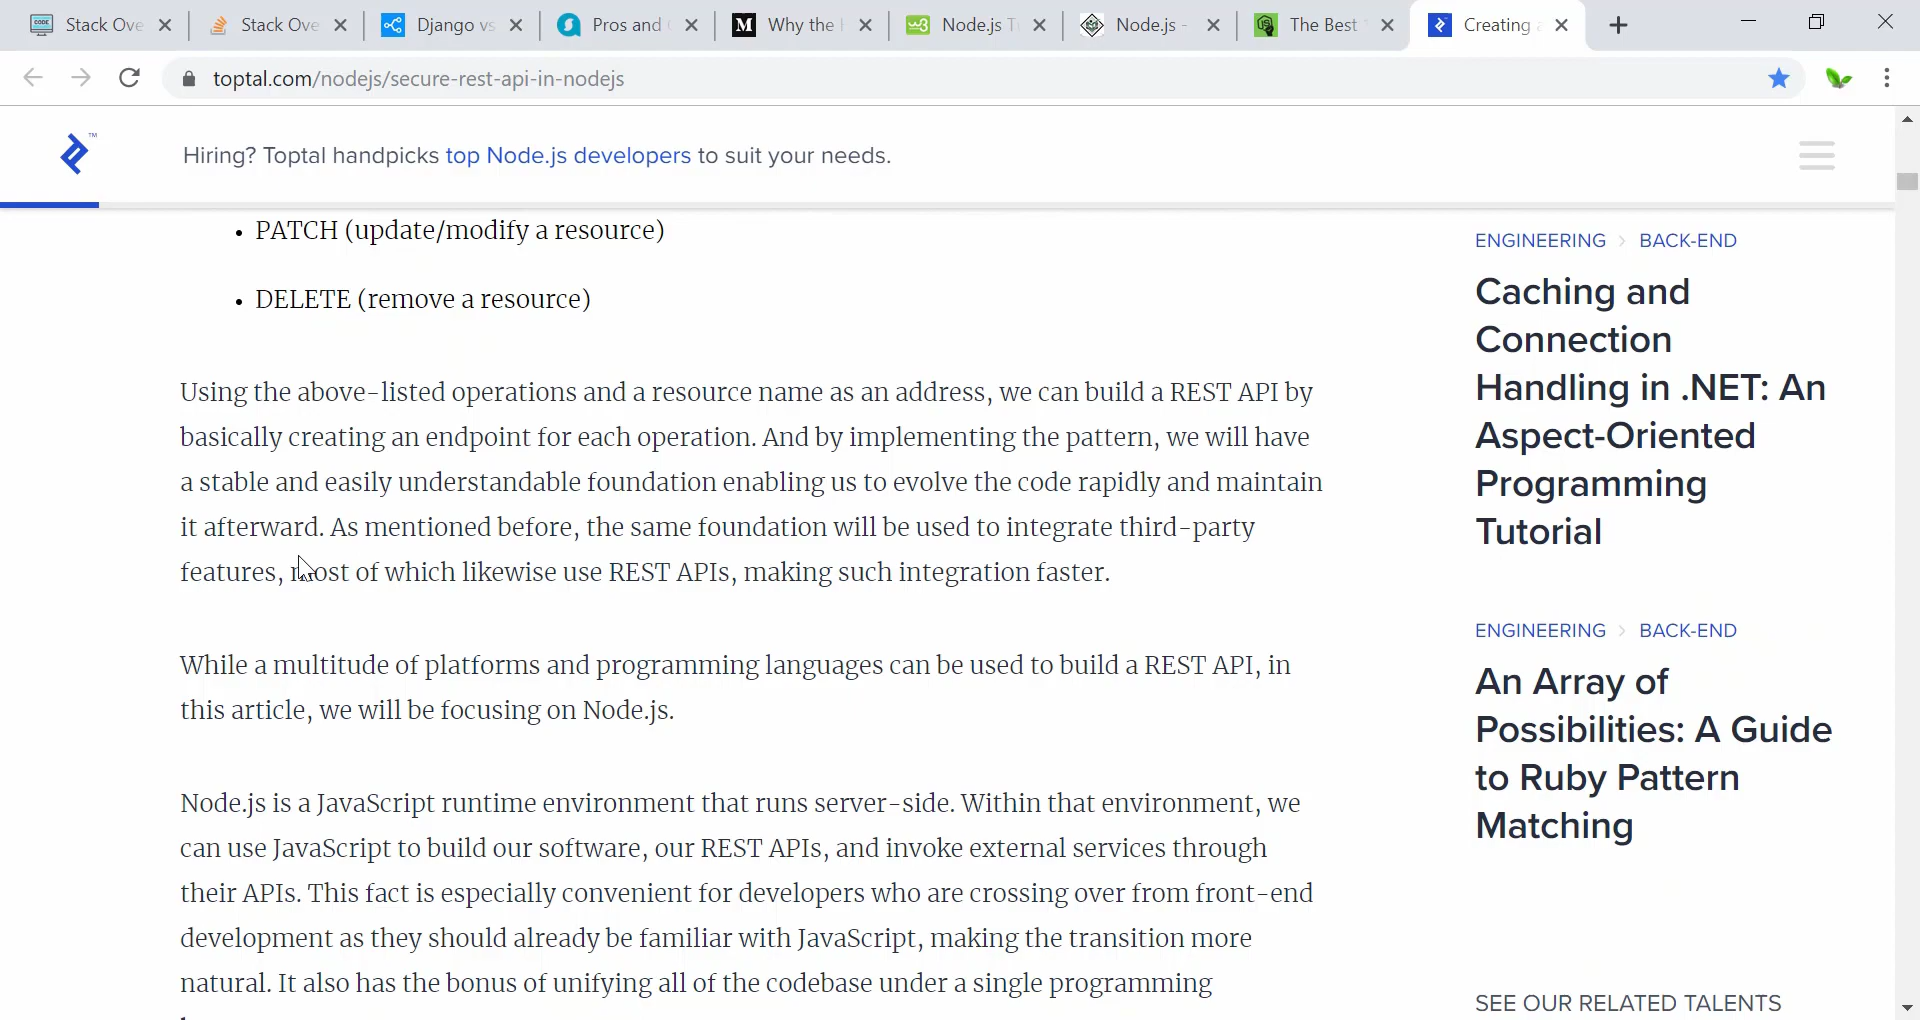 Stack Ove
Stack Ove
Django vs
Pros and
M Why the
Node.js T
Node.js -
The Best
Creating a
toptal.com/nodejs/secure-rest-api-in-nodejs
Hiring? Toptal handpicks top Node.js developers to suit your needs.
• PATCH (update/modify a resource)
• DELETE (remove a resource)
Using the above-listed operations and a resource name as an address, we can build a REST API by
basically creating an endpoint for each operation. And by implementing the pattern, we will have
a stable and easily understandable foundation enabling us to evolve the code rapidly and maintain
it afterward. As mentioned before, the same foundation will be used to integrate third-party
features, most of which likewise use REST APIs, making such integration faster.
While a multitude of platforms and programming languages can be used to build a REST API, in
this article, we will be focusing on Node.js.
Node.js is a JavaScript runtime environment that runs server-side. Within that environment, we
can use JavaScript to build our software, our REST APIs, and invoke external services through
their APIs. This fact is especially convenient for developers who are crossing over from front-end
development as they should already be familiar with JavaScript, making the transition more
natural. It also has the bonus of unifying all of the codebase under a single programming
ENGINEERING > BACK-END
Caching and
Connection
Handling in .NET: An
Aspect-Oriented
Programming
Tutorial
ENGINEERING > BACK-END
An Array of
Possibilities: A Guide
to Ruby Pattern
Matching
SEE OUR RELATED TALENTS